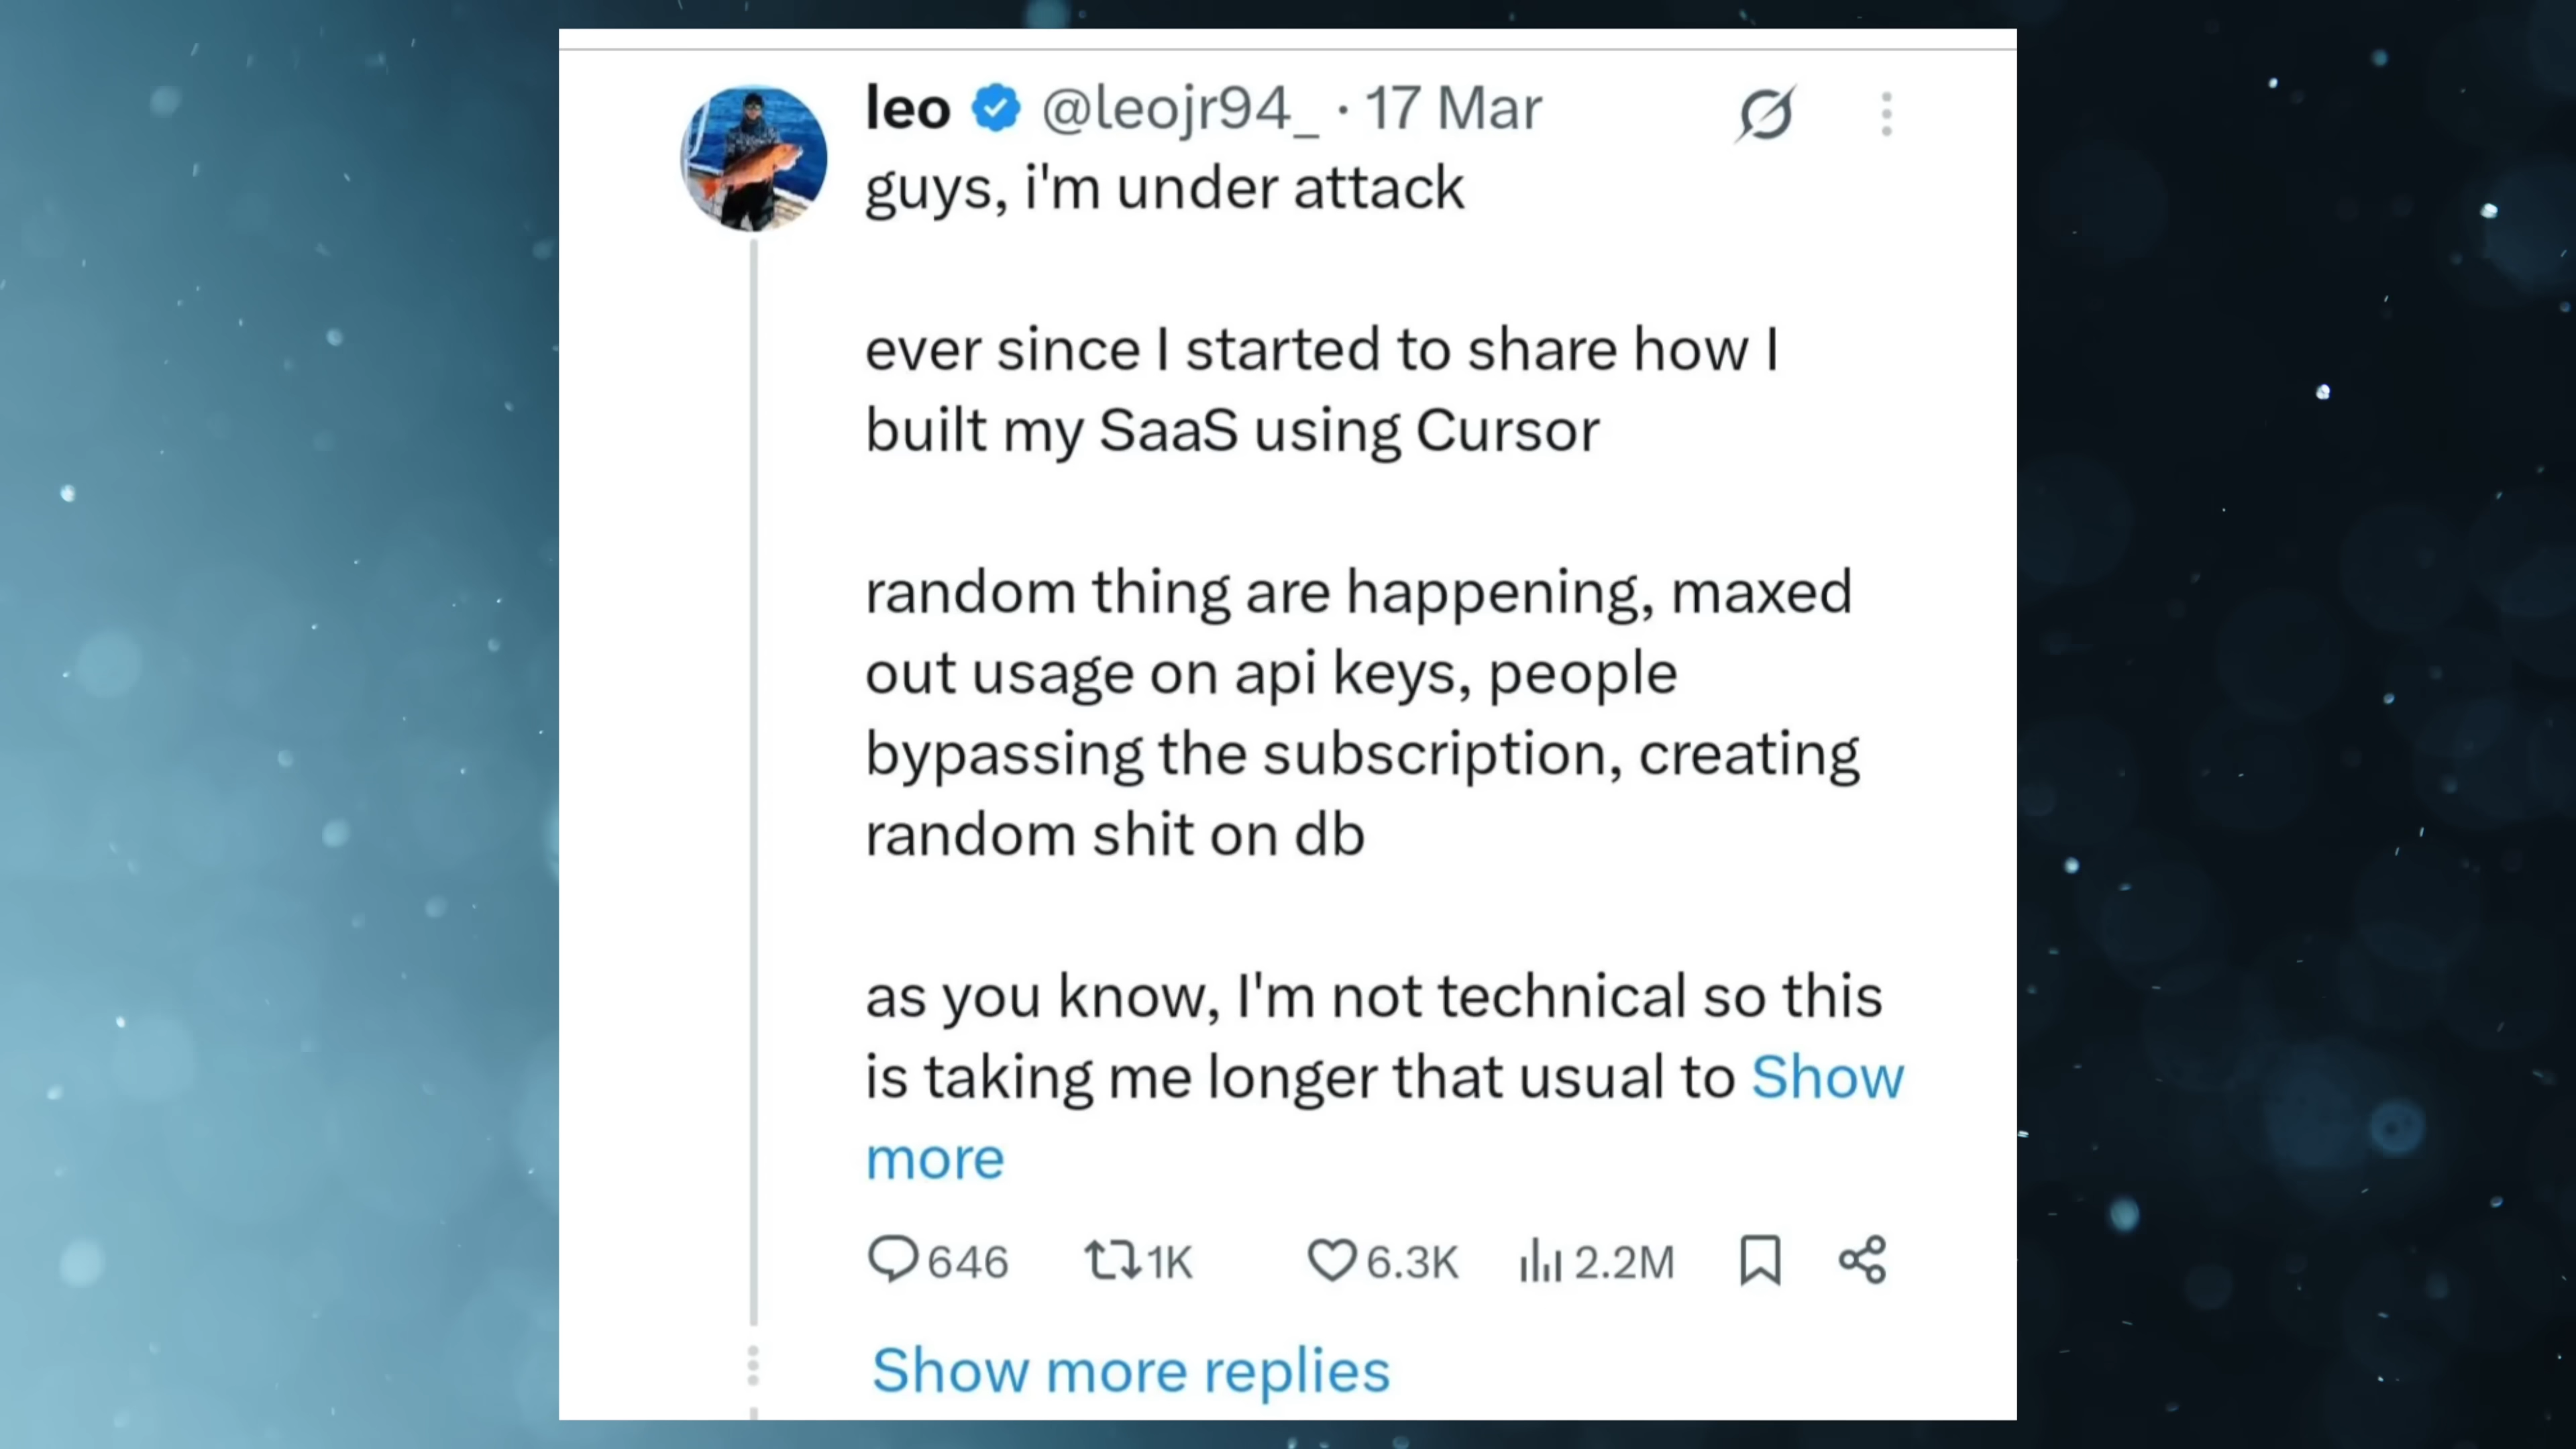 leo @leojr94_ · 17 Mar
guys, i'm under attack
ever since I started to share how I
built my SaaS using Cursor
random thing are happening, maxed
out usage on api keys, people
bypassing the subscription, creating
random shit on db
as you know, I'm not technical so this
is taking me longer that usual to Show
more
646 1K 6.3K 2.2M
Show more replies